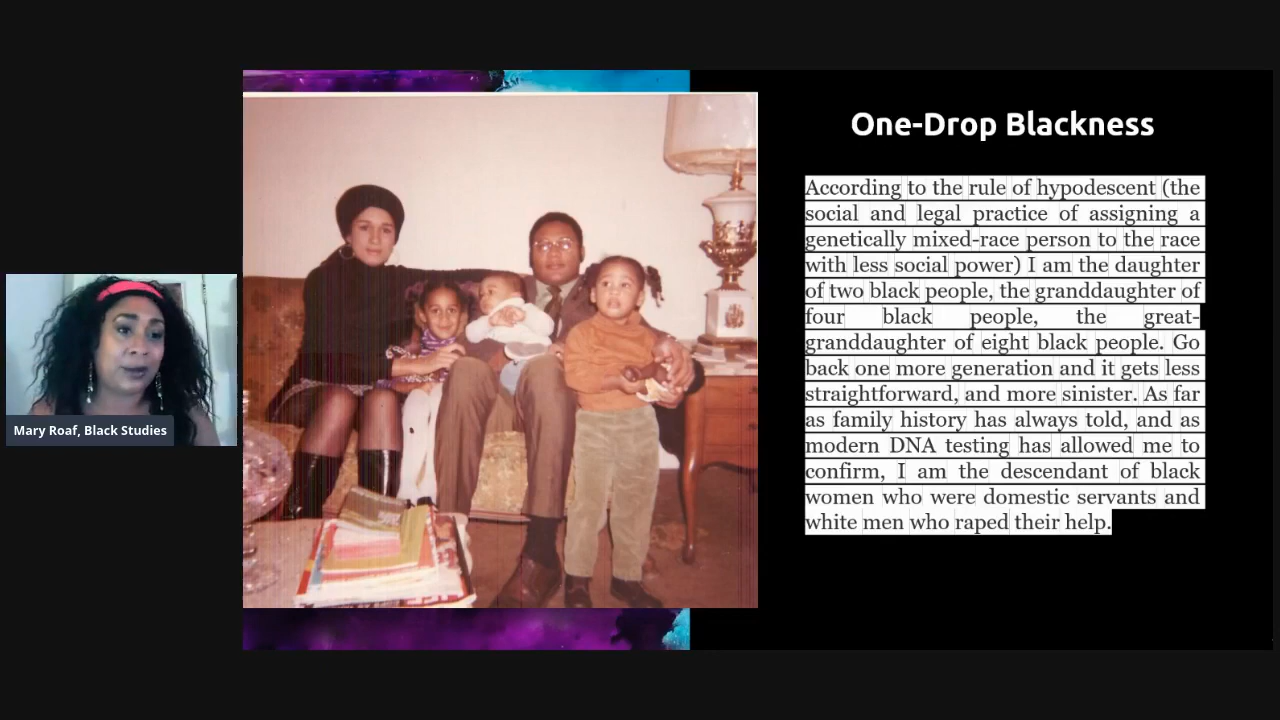 One-Drop Blackness
According to the rule of hypodescent (the
social and legal practice of assigning a
genetically mixed-race person to the race
with less social power) I am the daughter
of two black people, the granddaughter of
four black people, the great-
granddaughter of eight black people. Go
back one more generation and it gets less
straightforward, and more sinister. As far
as family history has always told, and as
modern DNA testing has allowed me to
confirm, I am the descendant of black
women who were domestic servants and
white men who raped their help.
Mary Roaf, Black Studies